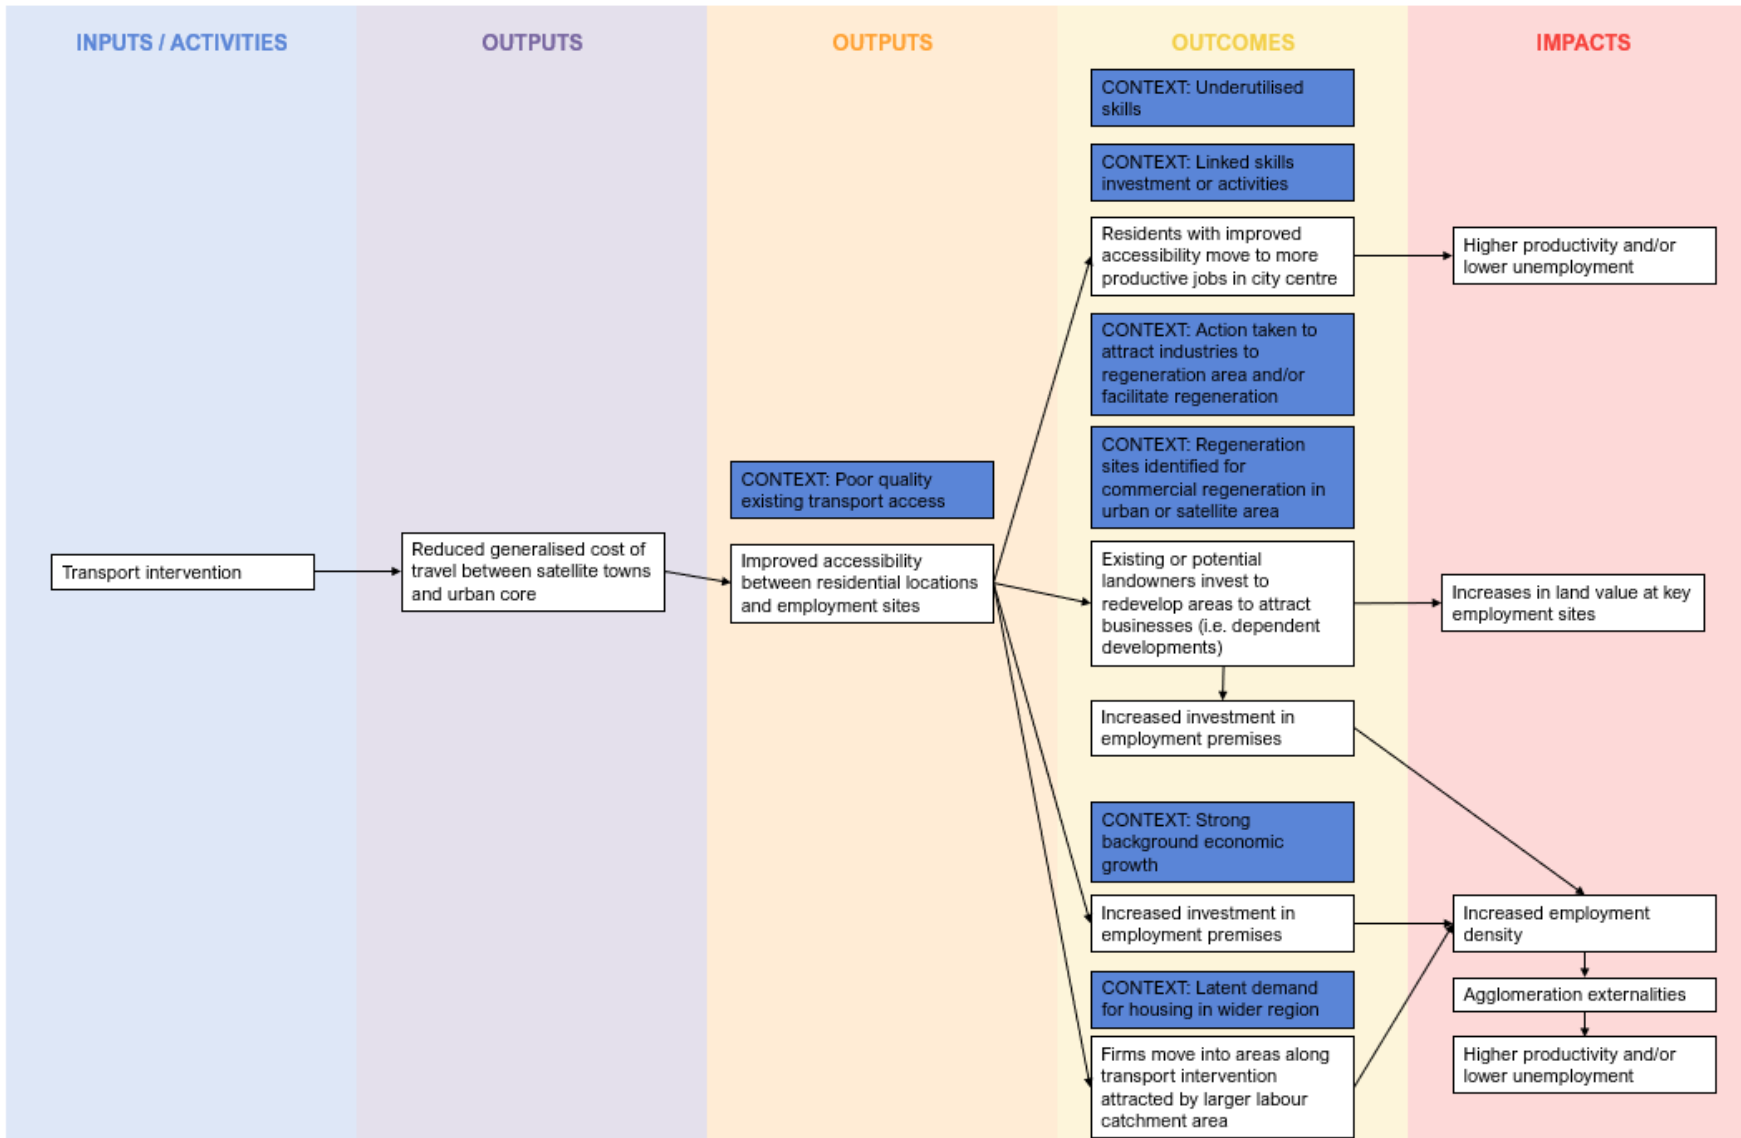 INPUTS / ACTIVITIES
OUTPUTS
OUTPUTS
OUTCOMES
IMPACTS
Transport intervention
Reduced generalised cost of
travel between satellite towns
and urban core
CONTEXT: Poor quality
existing transport access
Improved accessibility
between residential locations
and employment sites
CONTEXT: Underutilised
skills
CONTEXT: Linked skills
investment or activities
Residents with improved
accessibility move to more
productive jobs in city centre
CONTEXT: Action taken to
attract industries to
regeneration area and/or
facilitate regeneration
CONTEXT: Regeneration
sites identified for
commercial regeneration in
urban or satellite area
Existing or potential
landowners invest to
redevelop areas to attract
businesses (i.e. dependent
developments)
Increased investment in
employment premises
CONTEXT: Strong
background economic
growth
Increased investment in
employment premises
CONTEXT: Latent demand
for housing in wider region
Firms move into areas along
transport intervention
attracted by larger labour
catchment area
Higher productivity and/or
lower unemployment
Increases in land value at key
employment sites
Increased employment
density
Agglomeration externalities
Higher productivity and/or
lower unemployment